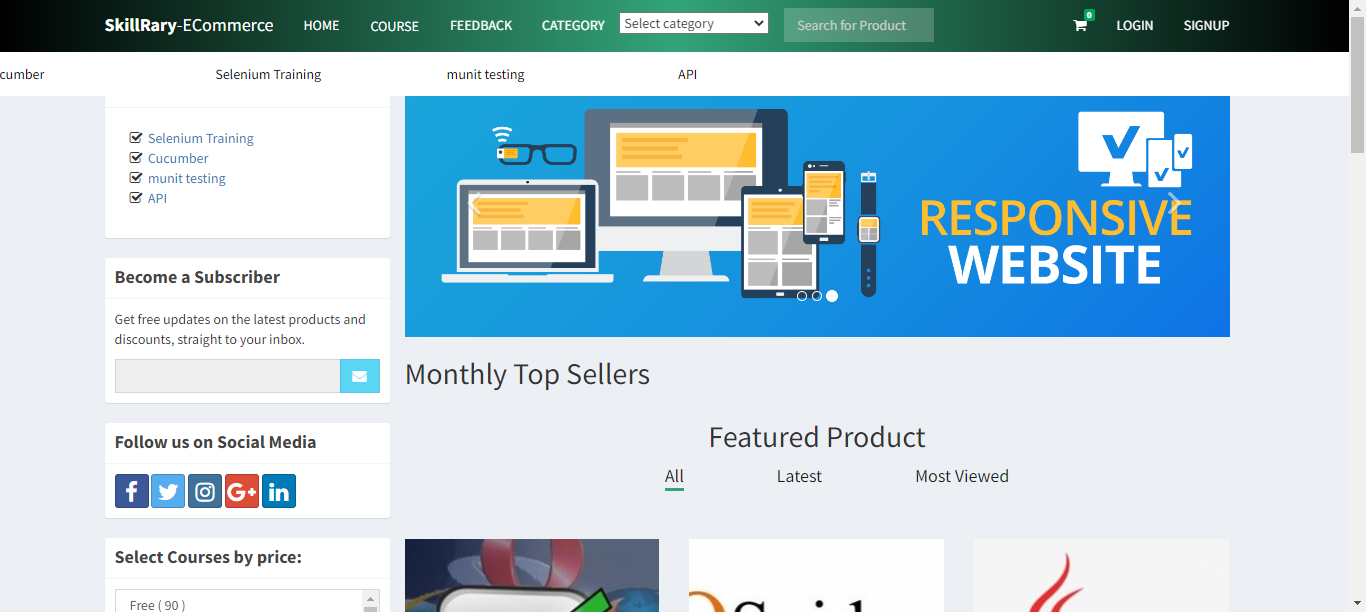 SkillRary-ECommerce
HOME
COURSE
FEEDBACK
CATEGORY
Select category
Search for Product
0
LOGIN
SIGNUP
cumber
Selenium Training
munit testing
API
Selenium Training
Cucumber
munit testing
API
RESPONSIVE
WEBSITE
Become a Subscriber
Get free updates on the latest products and
discounts, straight to your inbox.
Monthly Top Sellers
Follow us on Social Media
Featured Product
All
Latest
Most Viewed
Select Courses by price:
Free ( 90 )